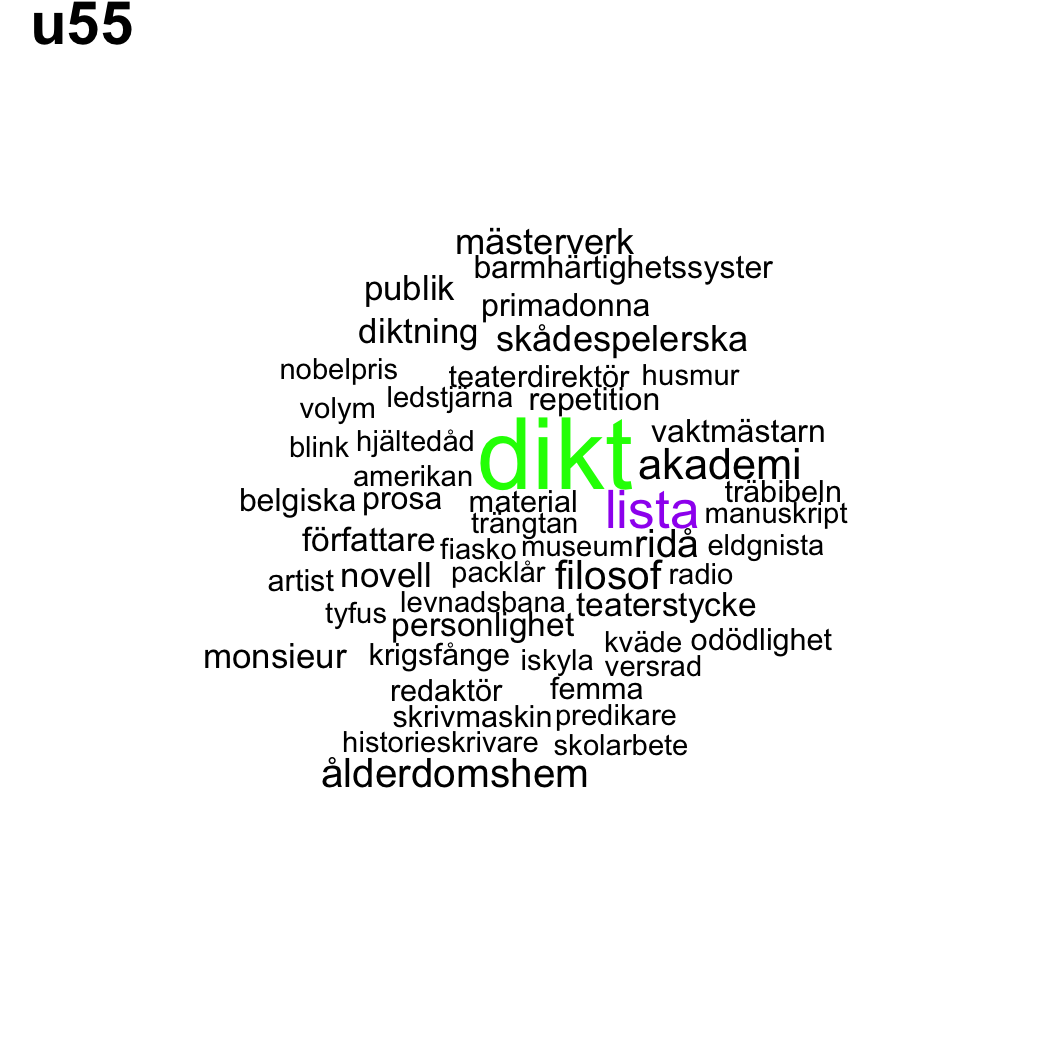 u55
mästerverk
barmhärtighetssyster
publik primadonna
diktning skådespelerska
nobelpris teaterdirektör husmur
volym ledstjärna repetition
blink hjältedåd dikt vaktmästarn
amerikan akademi
belgiska prosa material lista träbibeln
trångtan manuskript
författare fiasko museum ridå eldgnista
artist novell packlår filosof radio
tyfus levnadsbana teaterstycke
personlighet kväde odödlighet
monsieur krigsfånge iskyla versrad
redaktör femma
skrivmaskin predikare
historieskrivare skolarbete
ålderdomshem